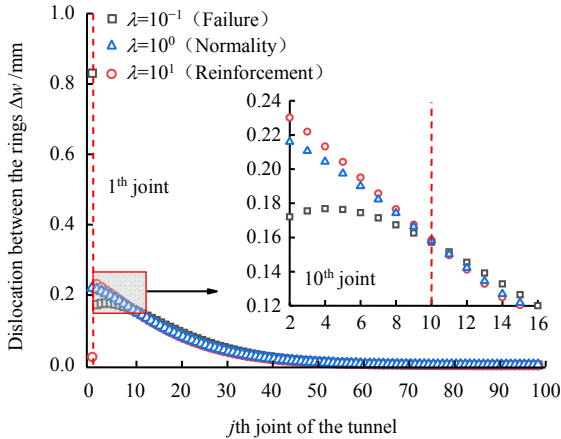 λ=10⁻¹ (Failure)
λ=10⁰ (Normality)
λ=10¹ (Reinforcement)
Dislocation between the rings Δw /mm
1.0
0.8
0.6
0.4
0.2
0.0
1th joint
0.24
0.22
0.20
0.18
0.16
0.14
0.12
10th joint
2 4 6 8 10 12 14 16
0 10 20 30 40 50 60 70 80 90 100
jth joint of the tunnel